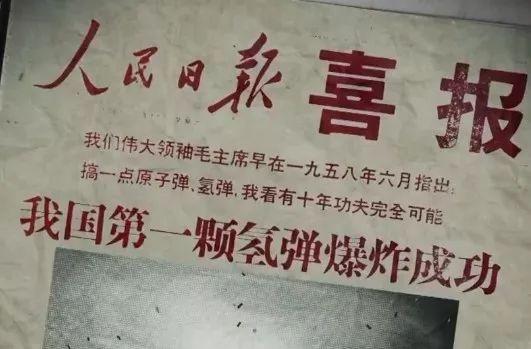 人民日报 喜报
我们伟大领袖毛主席早在一九五八年六月指出：
搞一点原子弹、氢弹，我看有十年功夫完全可能
我国第一颗氢弹爆炸成功